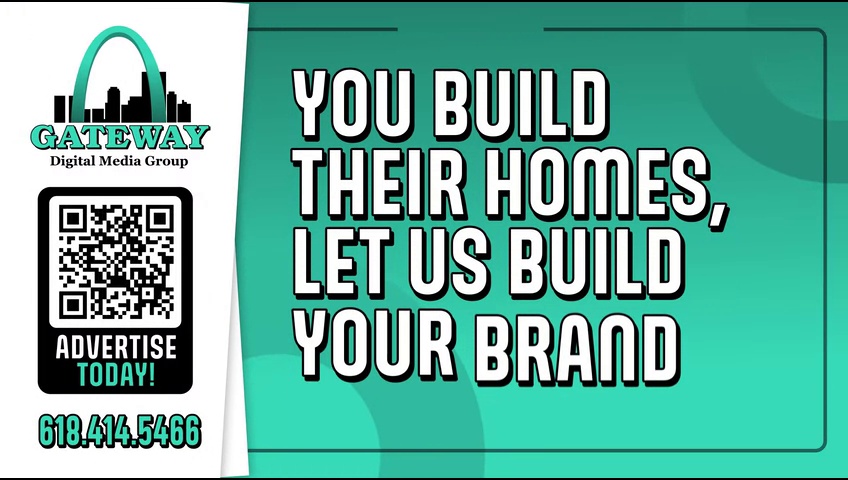 GATEWAY
Digital Media Group
ADVERTISE
TODAY!
618.414.5466
YOU BUILD
THEIR HOMES,
LET US BUILD
YOUR BRAND